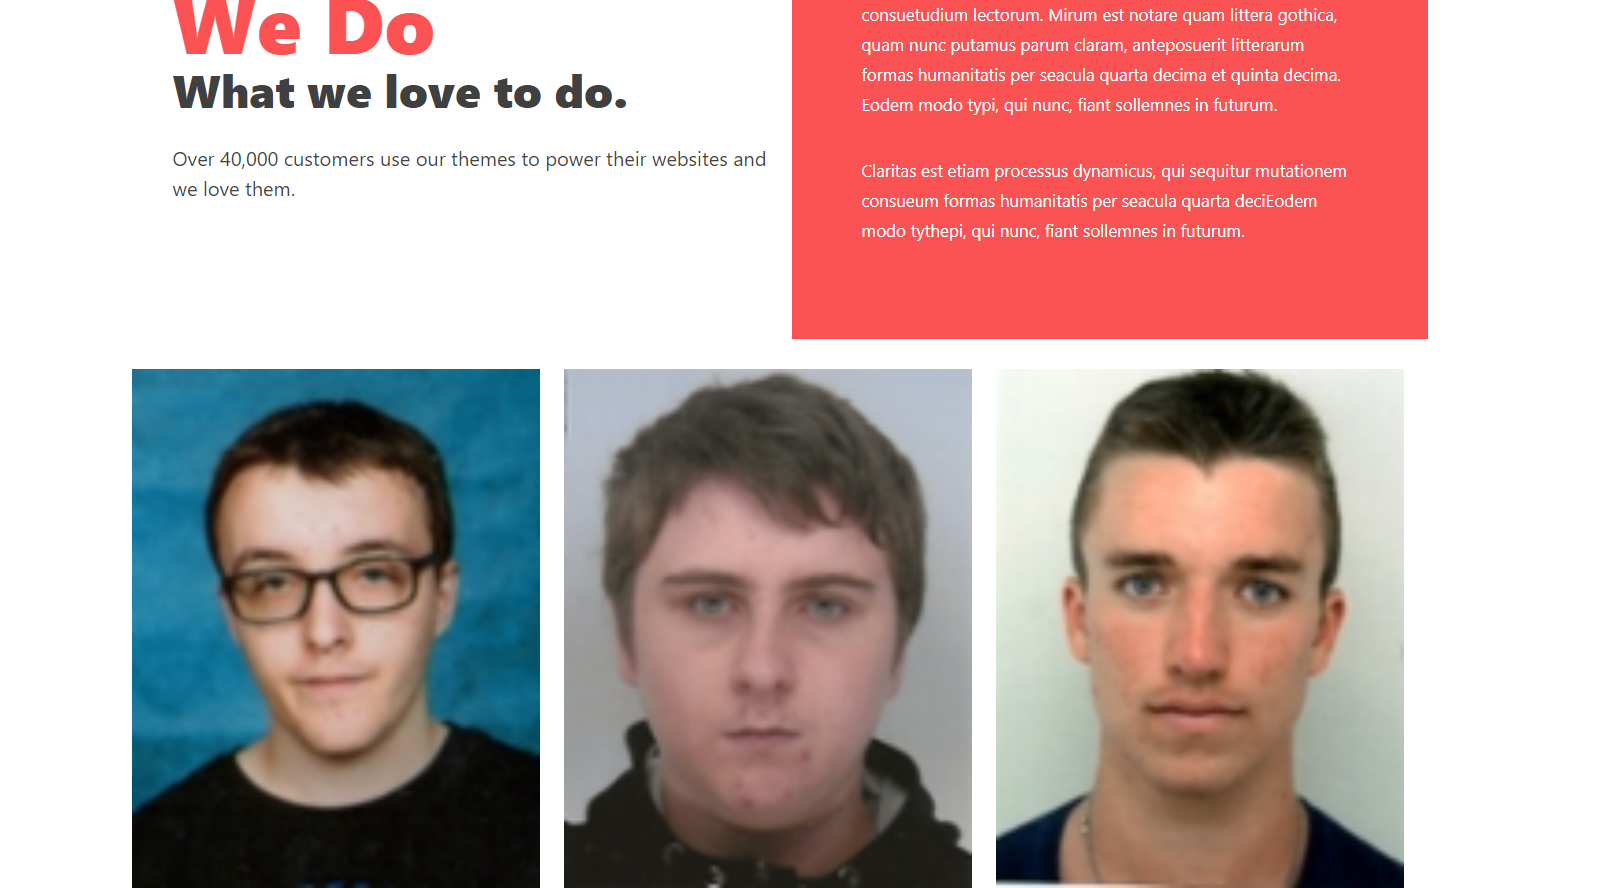 We Do
What we love to do.
Over 40,000 customers use our themes to power their websites and
we love them.
consuetudium lectorum. Mirum est notare quam littera gothica,
quam nunc putamus parum claram, anteposuerit litterarum
formas humanitatis per seacula quarta decima et quinta decima.
Eodem modo typi, qui nunc, fiant sollemnes in futurum.
Claritas est etiam processus dynamicus, qui sequitur mutationem
consueum formas humanitatis per seacula quarta deciEodem
modo tythepi, qui nunc, fiant sollemnes in futurum.